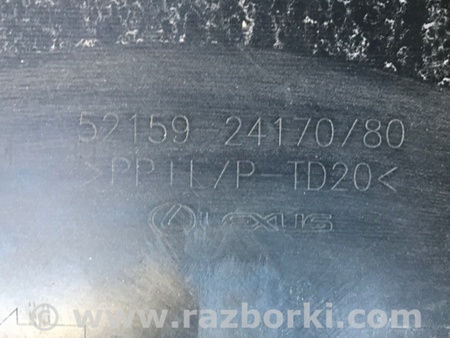 52159-24170/80
>PP+E/P-TD20<
LEXUS
© www.razborki.com